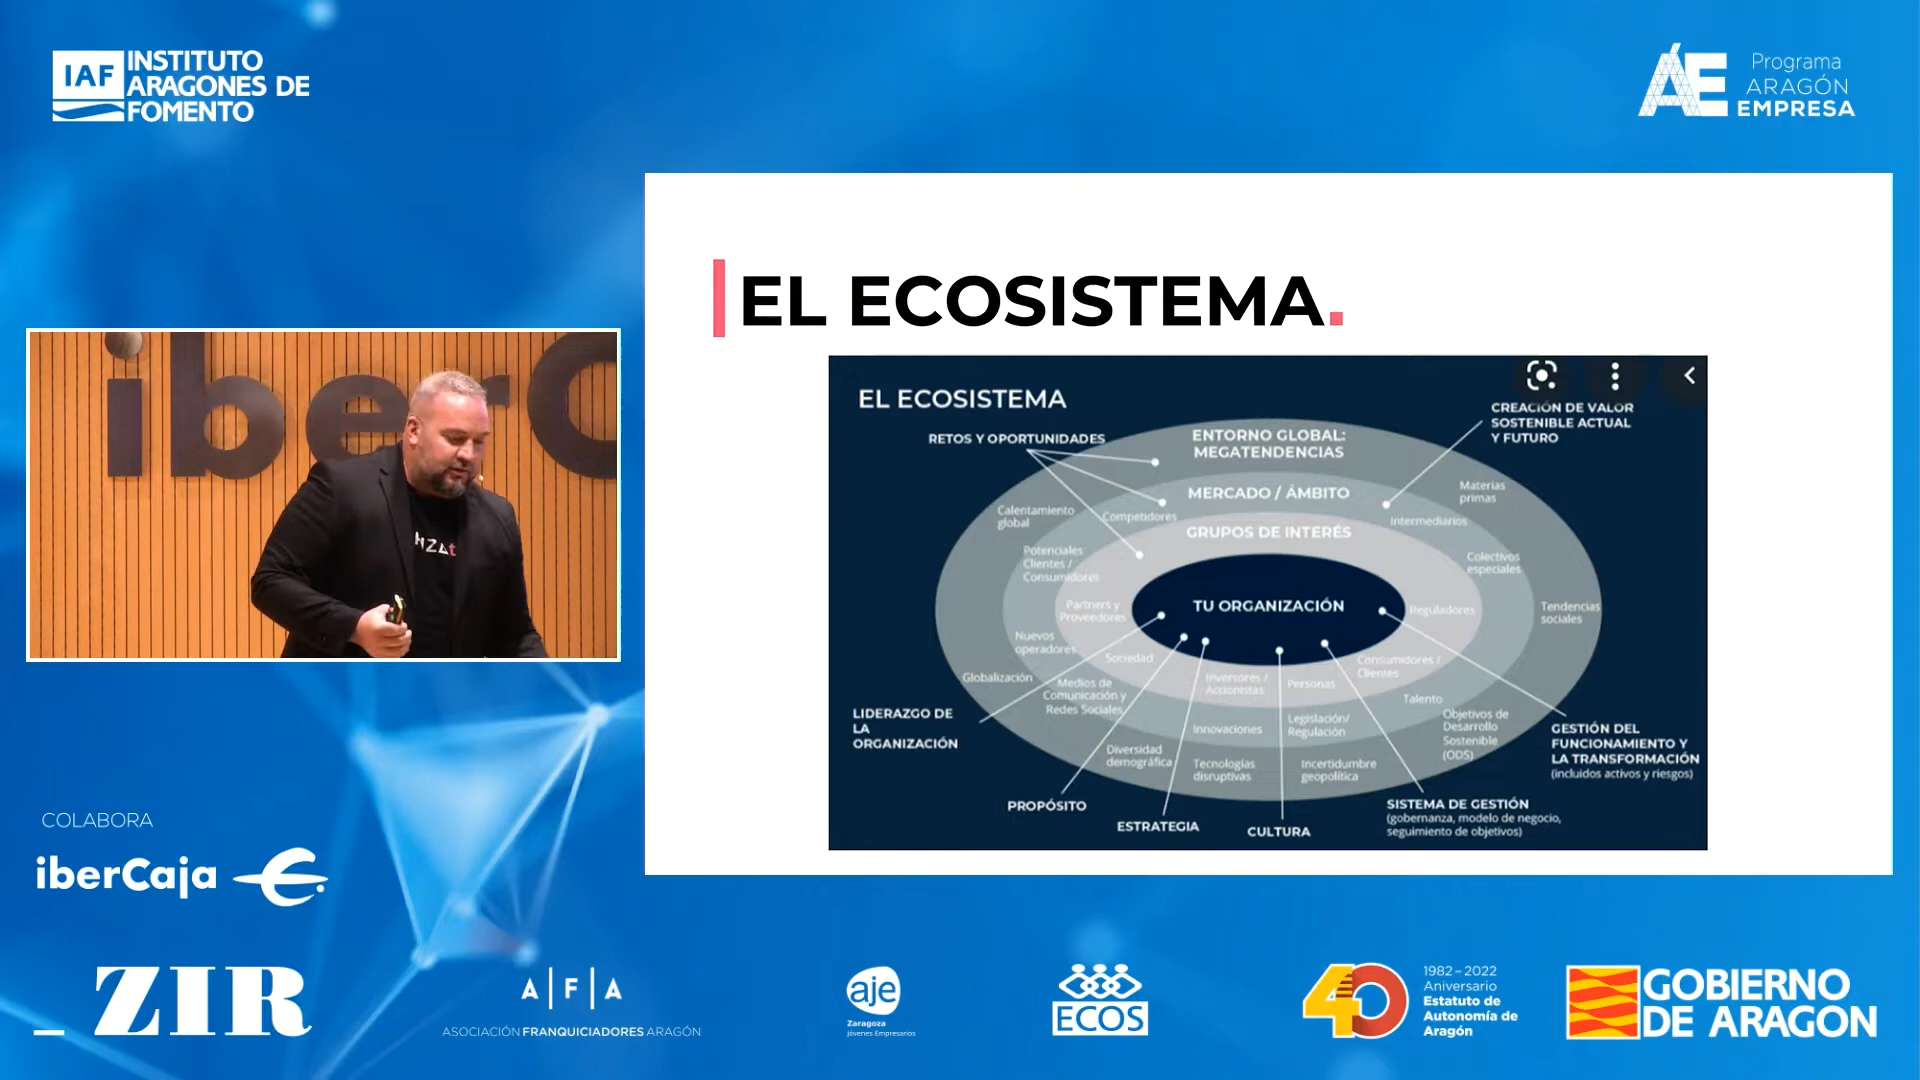 IAF
INSTITUTO
ARAGONES DE
FOMENTO
ÁE
Programa
ARAGÓN
EMPRESA
iberC
EL ECOSISTEMA.
EL ECOSISTEMA
RETOS Y OPORTUNIDADES
ENTORNO GLOBAL:
MEGATENDENCIAS
CREACIÓN DE VALOR
SOSTENIBLE ACTUAL
Y FUTURO
MERCADO / ÁMBITO
Materias
primas
Calentamiento
global
Competidores
Intermediarios
GRUPOS DE INTERÉS
Potenciales
Clientes /
Consumidores
Colectivos
especiales
TU ORGANIZACIÓN
Partners y
Proveedores
Reguladores
Tendencias
sociales
Nuevos
operadores
Sociedad
Consumidores /
Clientes
Globalización
Medios de
Comunicación y
Redes Sociales
Inversores /
Accionistas
Personas
Talento
Innovaciones
Legislación/
Regulación
Objetivos de
Desarrollo
Sostenible
(ODS)
Diversidad
demográfica
Tecnologías
disruptivas
Incertidumbre
geopolítica
LIDERAZGO DE
LA
ORGANIZACIÓN
PROPÓSITO
ESTRATEGIA
CULTURA
SISTEMA DE GESTIÓN
(gobernanza, modelo de negocio,
seguimiento de objetivos)
GESTIÓN DEL
FUNCIONAMIENTO Y
LA TRANSFORMACIÓN
(incluidos activos y riesgos)
COLABORA
iberCaja
_ZIR
A|F|A
ASOCIACIÓN FRANQUICIADORES ARAGÓN
aje
Zaragoza
Jóvenes Empresarios
ECOS
40
1982 – 2022
Aniversario
Estatuto de
Autonomía de
Aragón
GOBIERNO
DE ARAGON